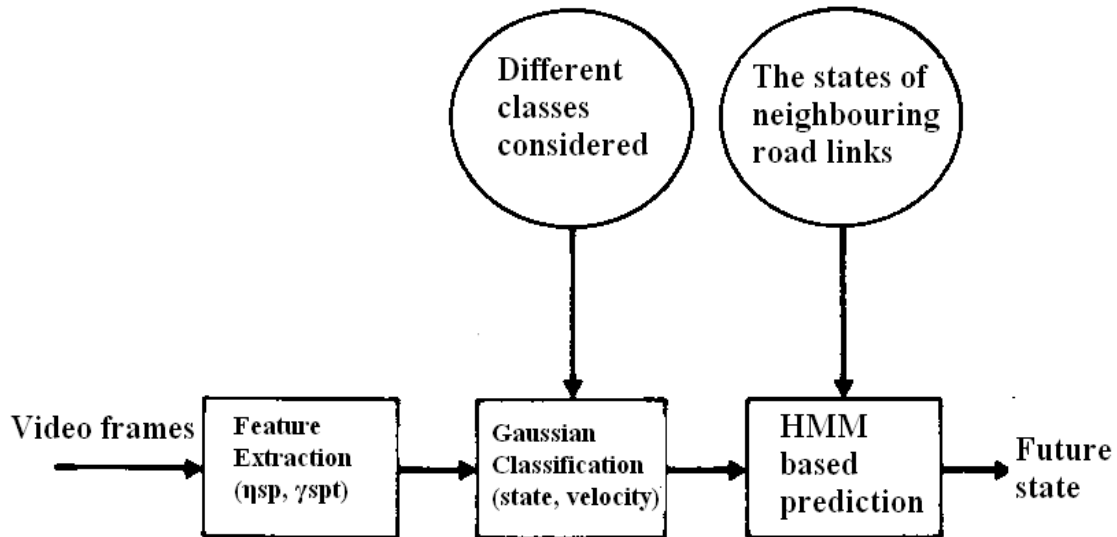 Different
classes
considered
The states of
neighbouring
road links
Video frames
Feature
Extraction
(ηsp, γspt)
Gaussian
Classification
(state, velocity)
HMM
based
prediction
Future
state